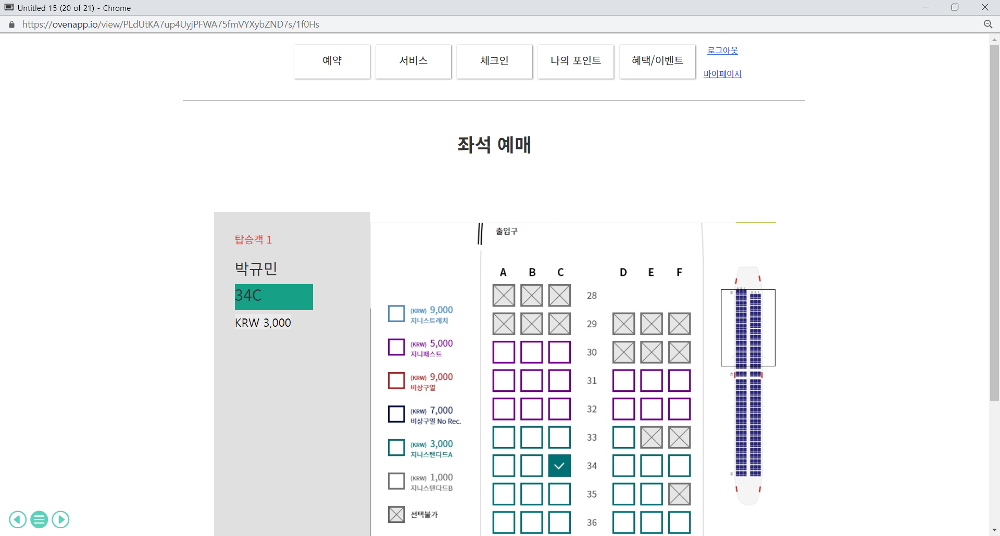 Untitled 15 (20 of 21) - Chrome
https://ovenapp.io/view/PLdUtKA7up4UyjPFWA75fmVYXybZND7s/1f0Hs
예약
서비스
체크인
나의 포인트
혜택/이벤트
로그아웃
마이페이지
좌석 예매
탑승객 1
박규민
34C
KRW 3,000
(KRW) 9,000
지니스트레치
(KRW) 5,000
지니패스트
(KRW) 9,000
비상구열
(KRW) 7,000
비상구열 No Rec.
(KRW) 3,000
지니스탠다드A
(KRW) 1,000
지니스탠다드B
선택불가
출입구
A B C D E F
28
29
30
31
32
33
34
35
36